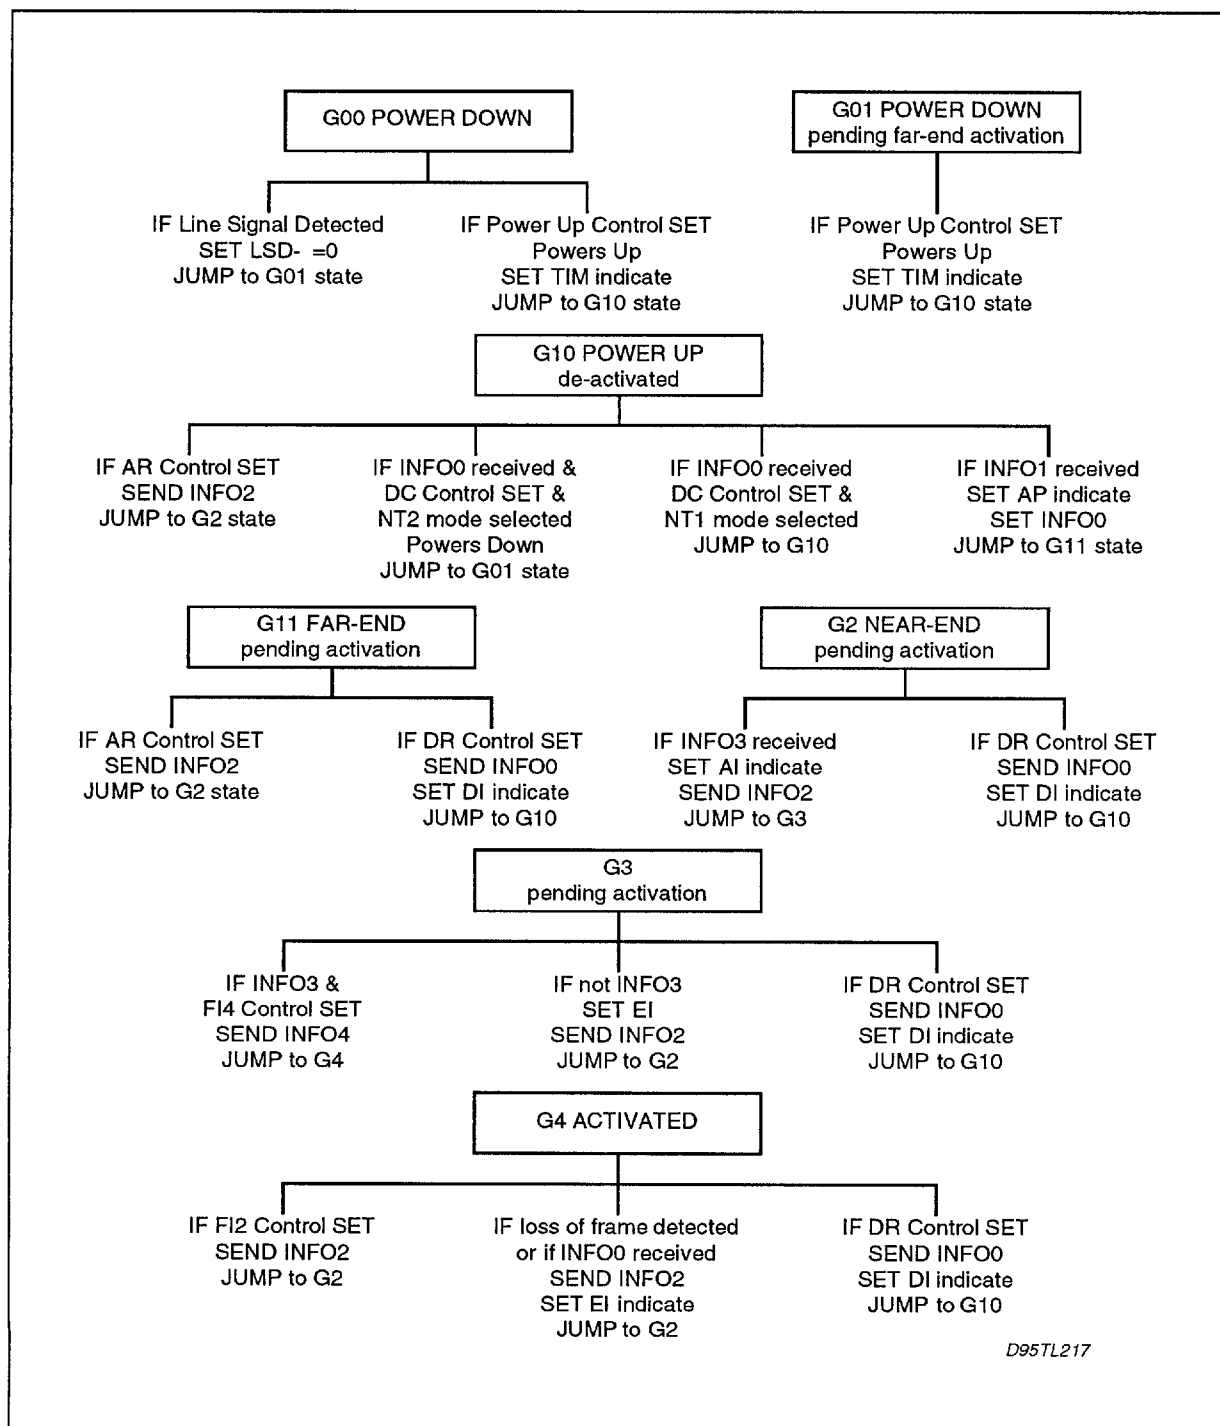 G00 POWER DOWN
G01 POWER DOWN
pending far-end activation
IF Line Signal Detected
SET LSD- =0
JUMP to G01 state
IF Power Up Control SET
Powers Up
SET TIM indicate
JUMP to G10 state
IF Power Up Control SET
Powers Up
SET TIM indicate
JUMP to G10 state
G10 POWER UP
de-activated
IF AR Control SET
SEND INFO2
JUMP to G2 state
IF INFO0 received &
DC Control SET &
NT2 mode selected
Powers Down
JUMP to G01 state
IF INFO0 received
DC Control SET &
NT1 mode selected
JUMP to G10
IF INFO1 received
SET AP indicate
SET INFO0
JUMP to G11 state
G11 FAR-END
pending activation
G2 NEAR-END
pending activation
IF AR Control SET
SEND INFO2
JUMP to G2 state
IF DR Control SET
SEND INFO0
SET DI indicate
JUMP to G10
IF INFO3 received
SET AI indicate
SEND INFO2
JUMP to G3
IF DR Control SET
SEND INFO0
SET DI indicate
JUMP to G10
G3
pending activation
IF INFO3 &
FI4 Control SET
SEND INFO4
JUMP to G4
IF not INFO3
SET EI
SEND INFO2
JUMP to G2
IF DR Control SET
SEND INFO0
SET DI indicate
JUMP to G10
G4 ACTIVATED
IF FI2 Control SET
SEND INFO2
JUMP to G2
IF loss of frame detected
or if INFO0 received
SEND INFO2
SET EI indicate
JUMP to G2
IF DR Control SET
SEND INFO0
SET DI indicate
JUMP to G10
D95TL217